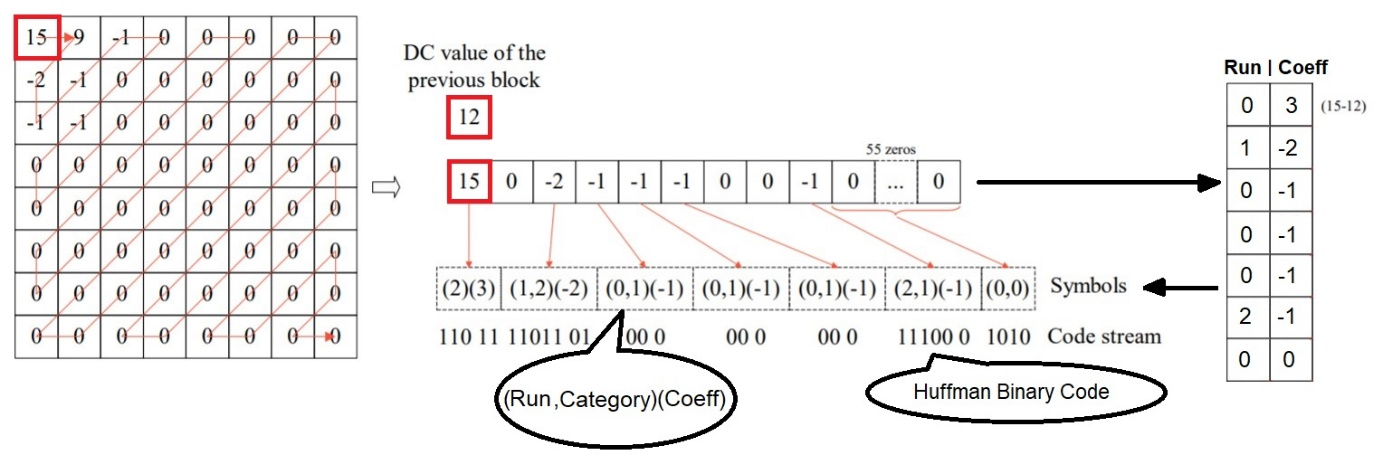 15 9 -1 0 0 0 0 0
-2 -1 0 0 0 0 0 0
-1 -1 0 0 0 0 0 0
0 0 0 0 0 0 0 0
0 0 0 0 0 0 0 0
0 0 0 0 0 0 0 0
0 0 0 0 0 0 0 0
0 0 0 0 0 0 0 0
DC value of the
previous block
12
55 zeros
15 0 -2 -1 -1 -1 0 0 -1 0 ... 0
(2)(3) (1,2)(-2) (0,1)(-1) (0,1)(-1) (0,1)(-1) (2,1)(-1) (0,0) Symbols
110 11 11011 01 00 0 00 0 00 0 11100 0 1010 Code stream
(Run,Category)(Coeff)
Huffman Binary Code
Run | Coeff
0 3 (15-12)
1 -2
0 -1
0 -1
0 -1
2 -1
0 0